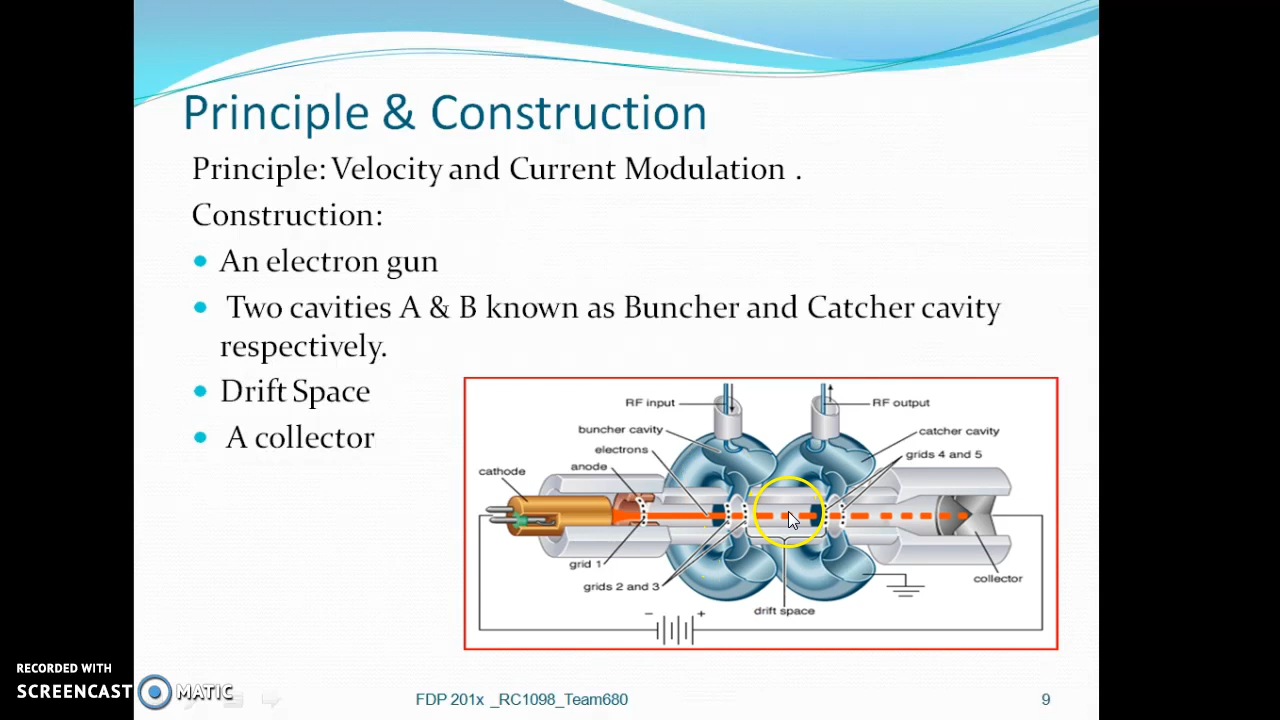 Principle & Construction
Principle: Velocity and Current Modulation .
Construction:
An electron gun
Two cavities A & B known as Buncher and Catcher cavity
respectively.
Drift Space
A collector
RF input
RF output
buncher cavity
catcher cavity
electrons
grids 4 and 5
anode
cathode
grid 1
grids 2 and 3
collector
drift space
− +
RECORDED WITH
SCREENCAST MATIC
FDP 201x _RC1098_Team680
9